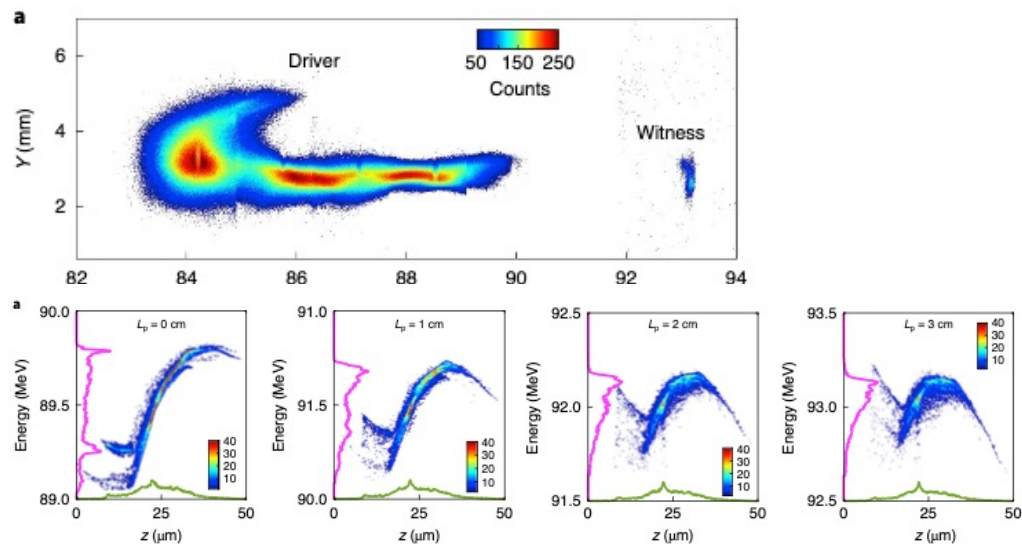 a
Driver
50 150 250
Counts
Witness
Y (mm)
6
4
2
82 84 86 88 90 92 94
a
90.0
89.5
89.0
Energy (MeV)
Lp = 0 cm
40
30
20
10
0 25 50
z (μm)
91.0
91.5
90.0
Energy (MeV)
Lp = 1 cm
40
30
20
10
0 25 50
z (μm)
92.5
92.0
91.5
Energy (MeV)
Lp = 2 cm
40
30
20
10
0 25 50
z (μm)
93.5
93.0
92.5
Energy (MeV)
Lp = 3 cm
40
30
20
10
0 25 50
z (μm)